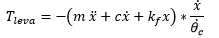 T_leva = −(m ẍ + cẋ + k_f x) * ẋ/θ̇_c